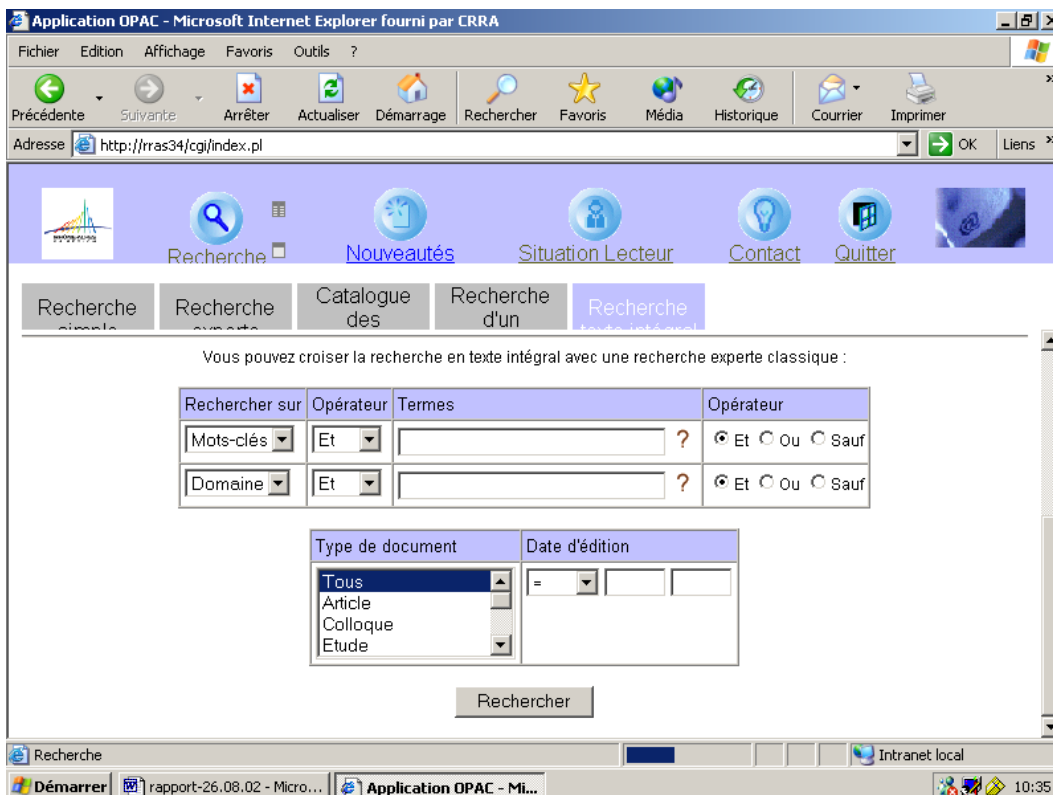 Application OPAC - Microsoft Internet Explorer fourni par CRRA
Fichier Edition Affichage Favoris Outils ?
Précédente Suivante Arrêter Actualiser Démarrage Rechercher Favoris Média Historique Courrier Imprimer
Adresse http://rras34/cgi/index.pl OK Liens »
Recherche Nouveautés Situation Lecteur Contact Quitter
Recherche simple
Recherche experte
Catalogue des
Recherche d'un
Recherche texte intégral
Vous pouvez croiser la recherche en texte intégral avec une recherche experte classique :
Rechercher sur Opérateur Termes Opérateur
Mots-clés Et ? Et Ou Sauf
Domaine Et ? Et Ou Sauf
Type de document Date d'édition
Tous =
Article
Colloque
Etude
Rechercher
Recherche Intranet local
Démarrer rapport-26.08.02 - Micro... Application OPAC - Mi... 10:35